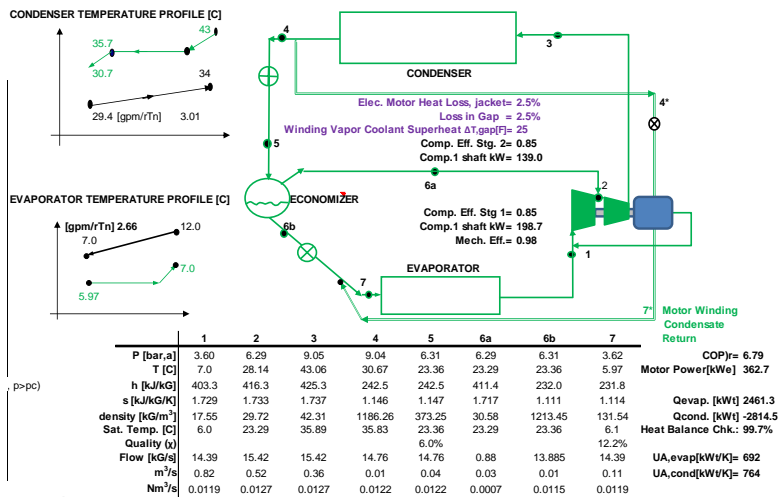 CONDENSER TEMPERATURE PROFILE [C]
43
35.7
30.7
34
29.4 [gpm/rTn] 3.01
4
3
CONDENSER
Elec. Motor Heat Loss, jacket= 2.5%
Loss in Gap = 2.5%
Winding Vapor Coolant Superheat ΔT,gap[F]= 25
Comp. Eff. Stg. 2= 0.85
Comp.1 shaft kW= 139.0
4*
5
6a
2
ECONOMIZER
6b
Comp. Eff. Stg 1= 0.85
Comp.1 shaft kW= 198.7
Mech. Eff.= 0.98
1
EVAPORATOR TEMPERATURE PROFILE [C]
[gpm/rTn] 2.66 12.0
7.0
7.0
5.97
EVAPORATOR
7
7* Motor Winding
Condensate
Return
1 2 3 4 5 6a 6b 7
P [bar,a] 3.60 6.29 9.05 9.04 6.31 6.29 6.31 3.62 COP)r= 6.79
T [C] 7.0 28.14 43.06 30.67 23.36 23.29 23.36 5.97 Motor Power[kWe] 362.7
, p>pc) h [kJ/kG] 403.3 416.3 425.3 242.5 242.5 411.4 232.0 231.8
s [kJ/kG/K] 1.729 1.733 1.737 1.146 1.147 1.717 1.111 1.114 Qevap. [kWt] 2461.3
density [kG/m³] 17.55 29.72 42.31 1186.26 373.25 30.58 1213.45 131.54 Qcond. [kWt] -2814.5
Sat. Temp. [C] 6.0 23.29 35.89 35.83 23.36 23.29 23.36 6.1 Heat Balance Chk.: 99.7%
Quality (χ) 6.0% 12.2%
Flow [kG/s] 14.39 15.42 15.42 14.76 14.76 0.88 13.885 14.39 UA,evap[kWt/K]= 692
m³/s 0.82 0.52 0.36 0.01 0.04 0.03 0.01 0.11 UA,cond[kWt/K]= 764
Nm³/s 0.0119 0.0127 0.0127 0.0122 0.0122 0.0007 0.0115 0.0119